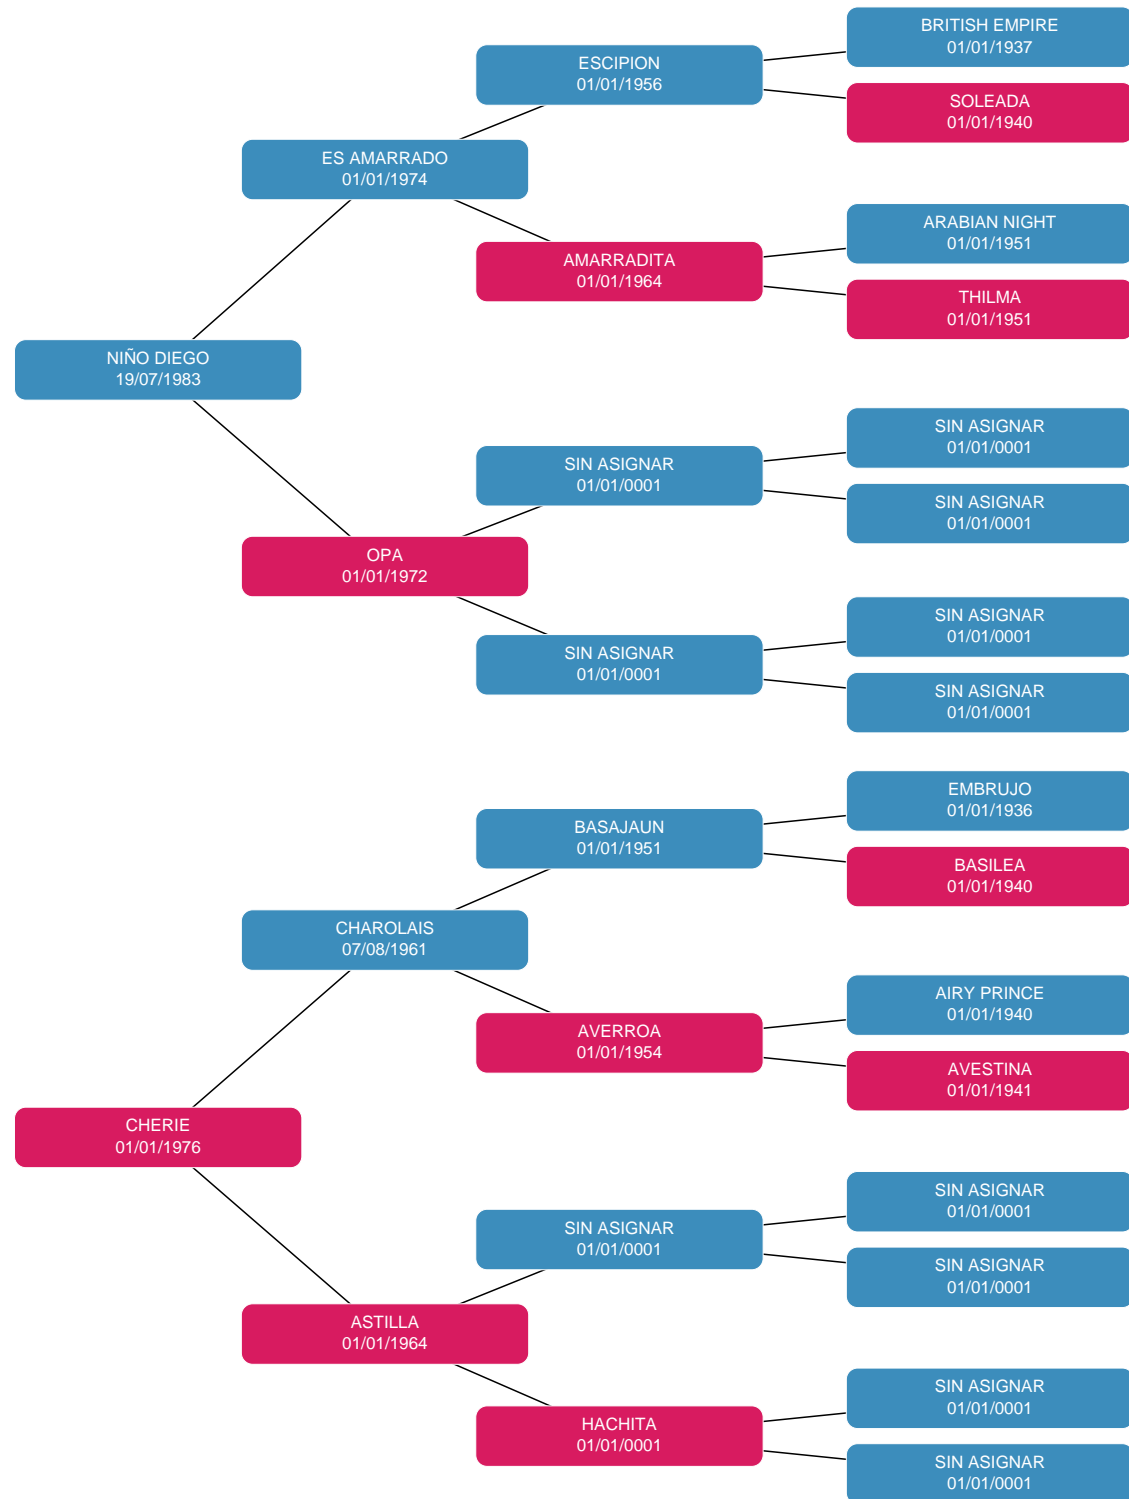 BRITISH EMPIRE
01/01/1937
ESCIPION
01/01/1956
SOLEADA
01/01/1940
ES AMARRADO
01/01/1974
ARABIAN NIGHT
01/01/1951
AMARRADITA
01/01/1964
THILMA
01/01/1951
NIÑO DIEGO
19/07/1983
SIN ASIGNAR
01/01/0001
SIN ASIGNAR
01/01/0001
SIN ASIGNAR
01/01/0001
OPA
01/01/1972
SIN ASIGNAR
01/01/0001
SIN ASIGNAR
01/01/0001
SIN ASIGNAR
01/01/0001
EMBRUJO
01/01/1936
BASAJAUN
01/01/1951
BASILEA
01/01/1940
CHAROLAIS
07/08/1961
AIRY PRINCE
01/01/1940
AVERROA
01/01/1954
AVESTINA
01/01/1941
CHERIE
01/01/1976
SIN ASIGNAR
01/01/0001
SIN ASIGNAR
01/01/0001
SIN ASIGNAR
01/01/0001
ASTILLA
01/01/1964
SIN ASIGNAR
01/01/0001
HACHITA
01/01/0001
SIN ASIGNAR
01/01/0001